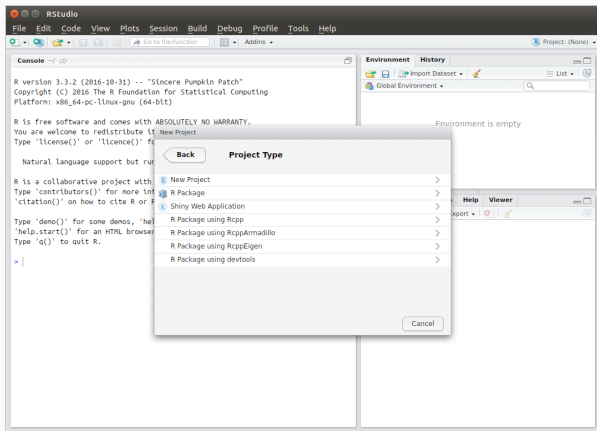 RStudio
File Edit Code View Plots Session Build Debug Profile Tools Help
Go to file/function Addins Project: (None)
Console ~/
R version 3.3.2 (2016-10-31) -- "Sincere Pumpkin Patch"
Copyright (C) 2016 The R Foundation for Statistical Computing
Platform: x86_64-pc-linux-gnu (64-bit)
R is free software and comes with ABSOLUTELY NO WARRANTY.
You are welcome to redistribute it
Type 'license()' or 'licence()' fo
Natural language support but run
R is a collaborative project with
Type 'contributors()' for more inf
'citation()' on how to cite R or R
Type 'demo()' for some demos, 'hel
'help.start()' for an HTML browser
Type 'q()' to quit R.
>
New Project
Back Project Type
New Project
R Package
Shiny Web Application
R Package using Rcpp
R Package using RcppArmadillo
R Package using RcppEigen
R Package using devtools
Cancel
Environment History
Import Dataset List
Global Environment
Environment is empty
Help Viewer
xport